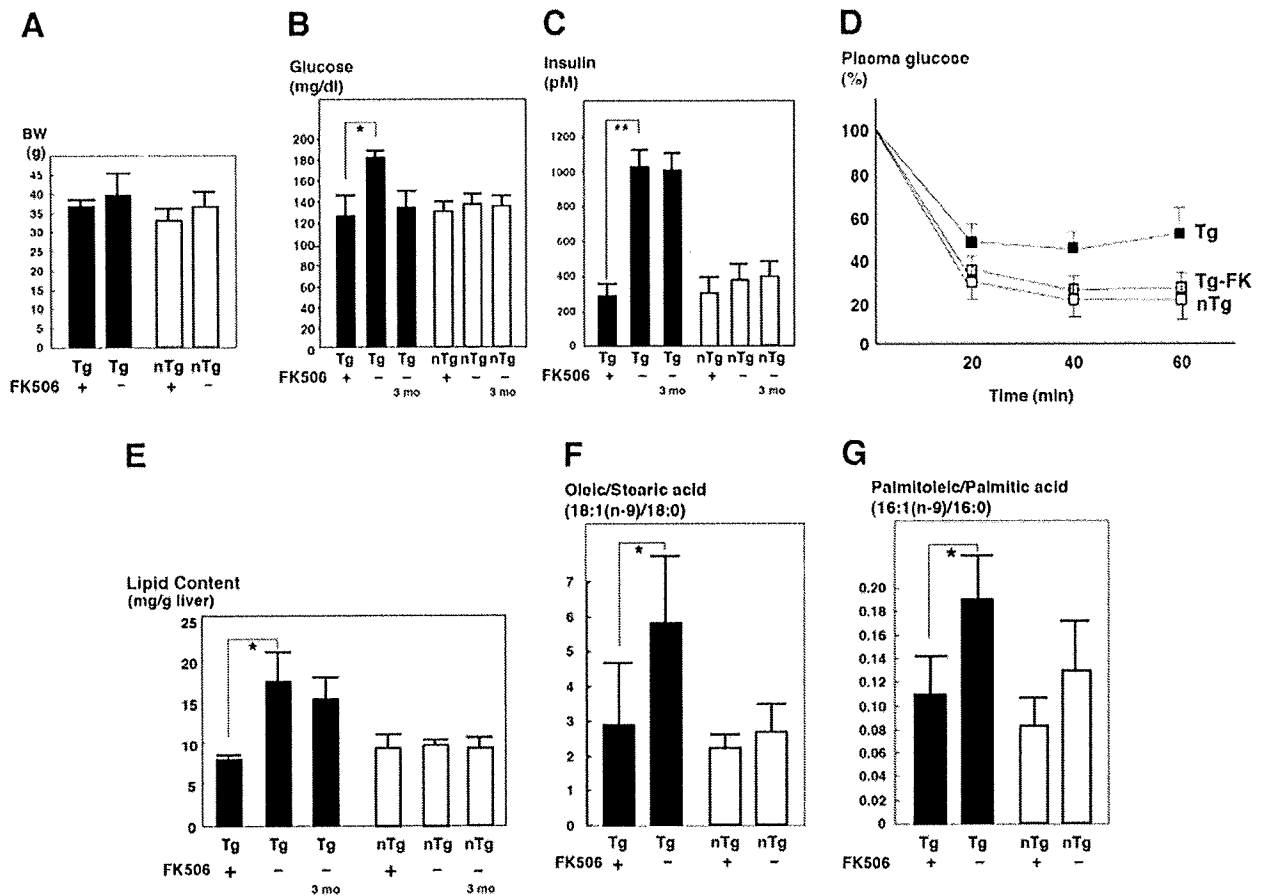 A
BW
(g)
45
40
35
30
25
20
15
10
5
0
Tg Tg nTg nTg
FK506 + − + −
B
Glucose
(mg/dl)
200
180
160
140
120
100
80
60
40
20
0
*
Tg Tg Tg nTg nTg nTg
FK506 + − − + − −
3 mo 3 mo
C
Insulin
(pM)
1200
1000
800
600
400
200
0
**
Tg Tg Tg nTg nTg nTg
FK506 + − − + − −
3 mo 3 mo
D
Plasma glucose
(%)
100
80
60
40
20
0
Tg
Tg-FK
nTg
20 40 60
Time (min)
E
Lipid Content
(mg/g liver)
25
20
15
10
5
0
*
Tg Tg Tg nTg nTg nTg
FK506 + − − + − −
3 mo 3 mo
F
Oleic/Stearic acid
(18:1(n-9)/18:0)
7
6
5
4
3
2
1
0
*
Tg Tg nTg nTg
FK506 + − + −
G
Palmitoleic/Palmitic acid
(16:1(n-9)/16:0)
0.20
0.18
0.16
0.14
0.12
0.10
0.08
0.06
0.04
0.02
0
*
Tg Tg nTg nTg
FK506 + − + −